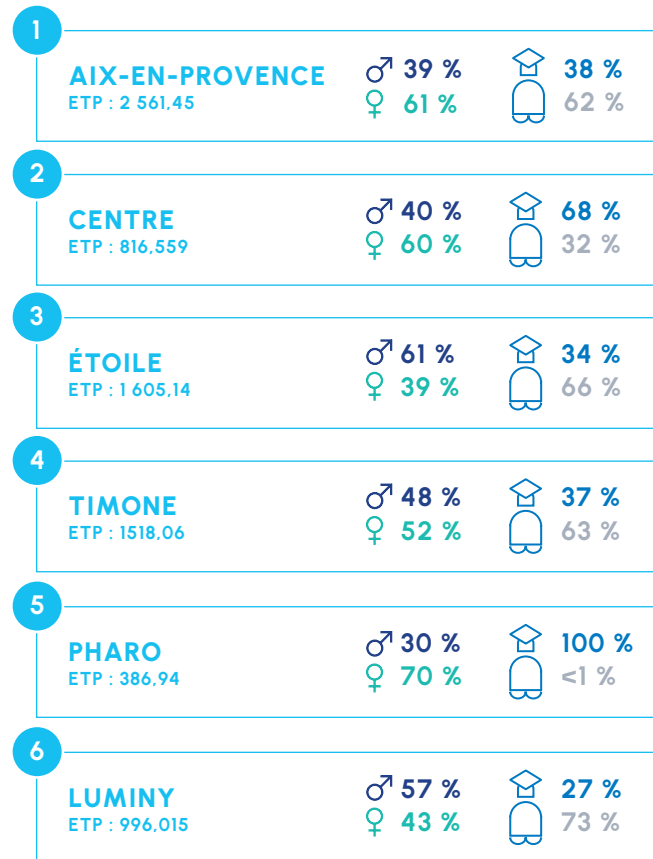 1
AIX-EN-PROVENCE
ETP : 2 561,45
♂ 39 %
♀ 61 %
38 %
62 %
2
CENTRE
ETP : 816,559
♂ 40 %
♀ 60 %
68 %
32 %
3
ÉTOILE
ETP : 1 605,14
♂ 61 %
♀ 39 %
34 %
66 %
4
TIMONE
ETP : 1518,06
♂ 48 %
♀ 52 %
37 %
63 %
5
PHARO
ETP : 386,94
♂ 30 %
♀ 70 %
100 %
<1 %
6
LUMINY
ETP : 996,015
♂ 57 %
♀ 43 %
27 %
73 %